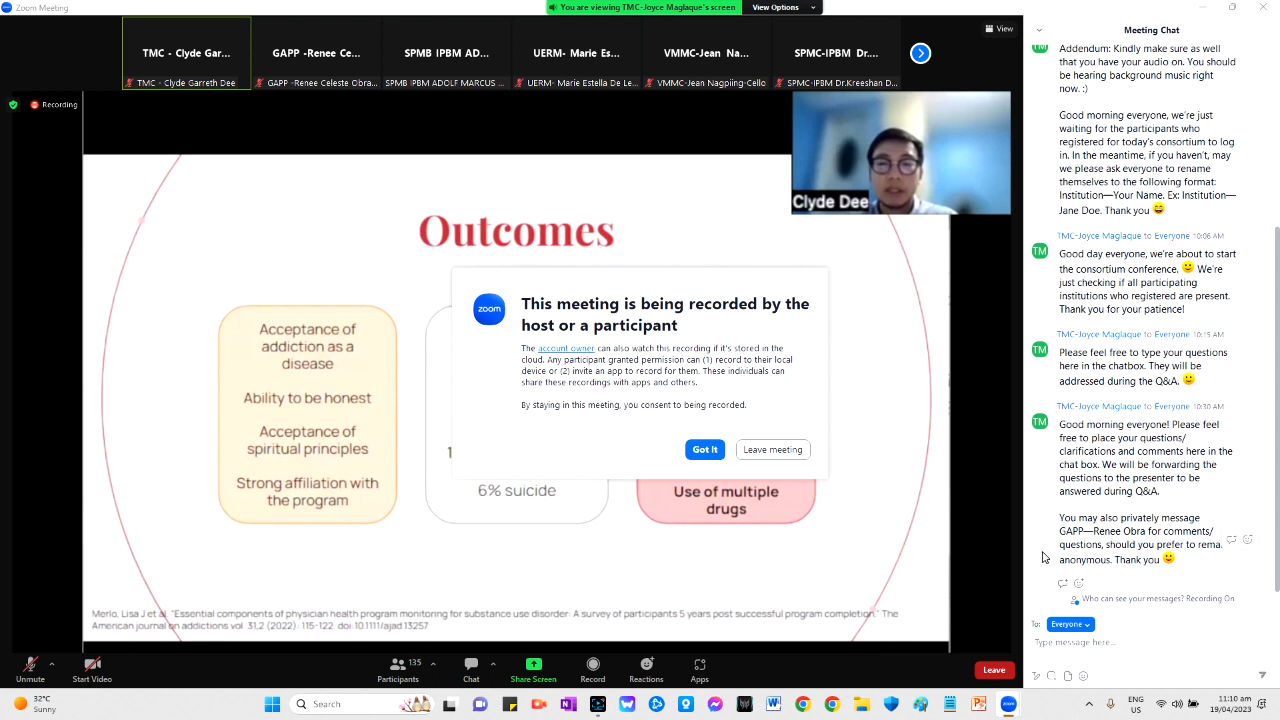 Zoom Meeting
You are viewing TMC-Joyce Maglaque's screen
View Options
TMC - Clyde Gar...
GAPP -Renee Ce...
SPMB IPBM AD...
UERM- Marie Es...
VMMC-Jean Na...
SPMC-IPBM Dr....
TMC - Clyde Garreth Dee
GAPP -Renee Celeste Obra...
SPMB IPBM ADOLF MARCUS ...
UERM- Marie Estella De Le...
VMMC-Jean Nagpiing-Cello
SPMC-IPBM Dr.Kreeshan D...
View
Recording
Clyde Dee
Outcomes
Acceptance of
addiction as a
disease
Ability to be honest
Acceptance of
spiritual principles
Strong affiliation with
the program
6% suicide
Use of multiple
drugs
Merlo, Lisa J et al. "Essential components of physician health program monitoring for substance use disorder: A survey of participants 5 years post successful program completion." The
American journal on addictions vol. 31,2 (2022): 115-122. doi:10.1111/ajad.13257
zoom
This meeting is being recorded by the
host or a participant
The account owner can also watch this recording if it's stored in the
cloud. Any participant granted permission can (1) record to their local
device or (2) invite an app to record for them. These individuals can
share these recordings with apps and others.
By staying in this meeting, you consent to being recorded.
Got it
Leave meeting
Meeting Chat
TM
Addendum: Kindly make sure as well
that you have your audio on. You should
be hearing background music right
now. :)
Good morning everyone, we're just
waiting for the participants who
registered for today's consortium to log
in. In the meantime, if you haven't, may
we please ask everyone to rename
themselves to the following format:
Institution—Your Name. Ex: Institution—
Jane Doe. Thank you 😄
TMC-Joyce Maglaque to Everyone 10:06 AM
TM
Good day everyone, we're about to start
the consortium conference. 🙂 We're
just checking if all participating
institutions who registered are present.
Thank you for your patience!
TMC-Joyce Maglaque to Everyone 10:15 AM
TM
Please feel free to type your questions
here in the chatbox. They will be
addressed during the Q&A. 🙂
TMC-Joyce Maglaque to Everyone 10:30 AM
TM
Good morning everyone! Please feel
free to place your questions/
clarifications and comments here in the
chat box. We will be forwarding the
questions to the presenter to be
answered during Q&A.
You may also privately message
GAPP—Renee Obra for comments/
questions, should you prefer to rema
anonymous. Thank you 🙂
Who can see your messages? Recording On
To:
Everyone
Type message here...
Unmute
Start Video
Participants
135
Chat
Share Screen
Record
Reactions
Apps
Leave
32°C
Sunny
Search
ENG
US
11:10 am
19/04/2023